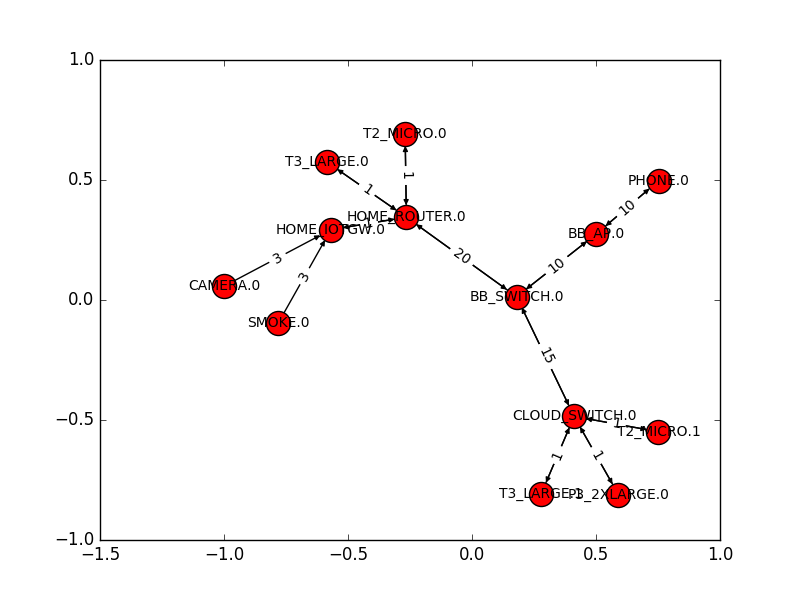 1.0
T2_MICRO.0
T3_LARGE.0
1
1
0.5
PHONE.0
10
HOME_ROUTER.0
HOME_IOTGW.0
1
BB_AP.0
20
10
3
CAMERA.0
3
0.0
BB_SWITCH.0
SMOKE.0
15
CLOUD_SWITCH.0
−0.5
1
T2_MICRO.1
1
1
T3_LARGE.1
P3_2XLARGE.0
−1.0
−1.5
−1.0
−0.5
0.0
0.5
1.0